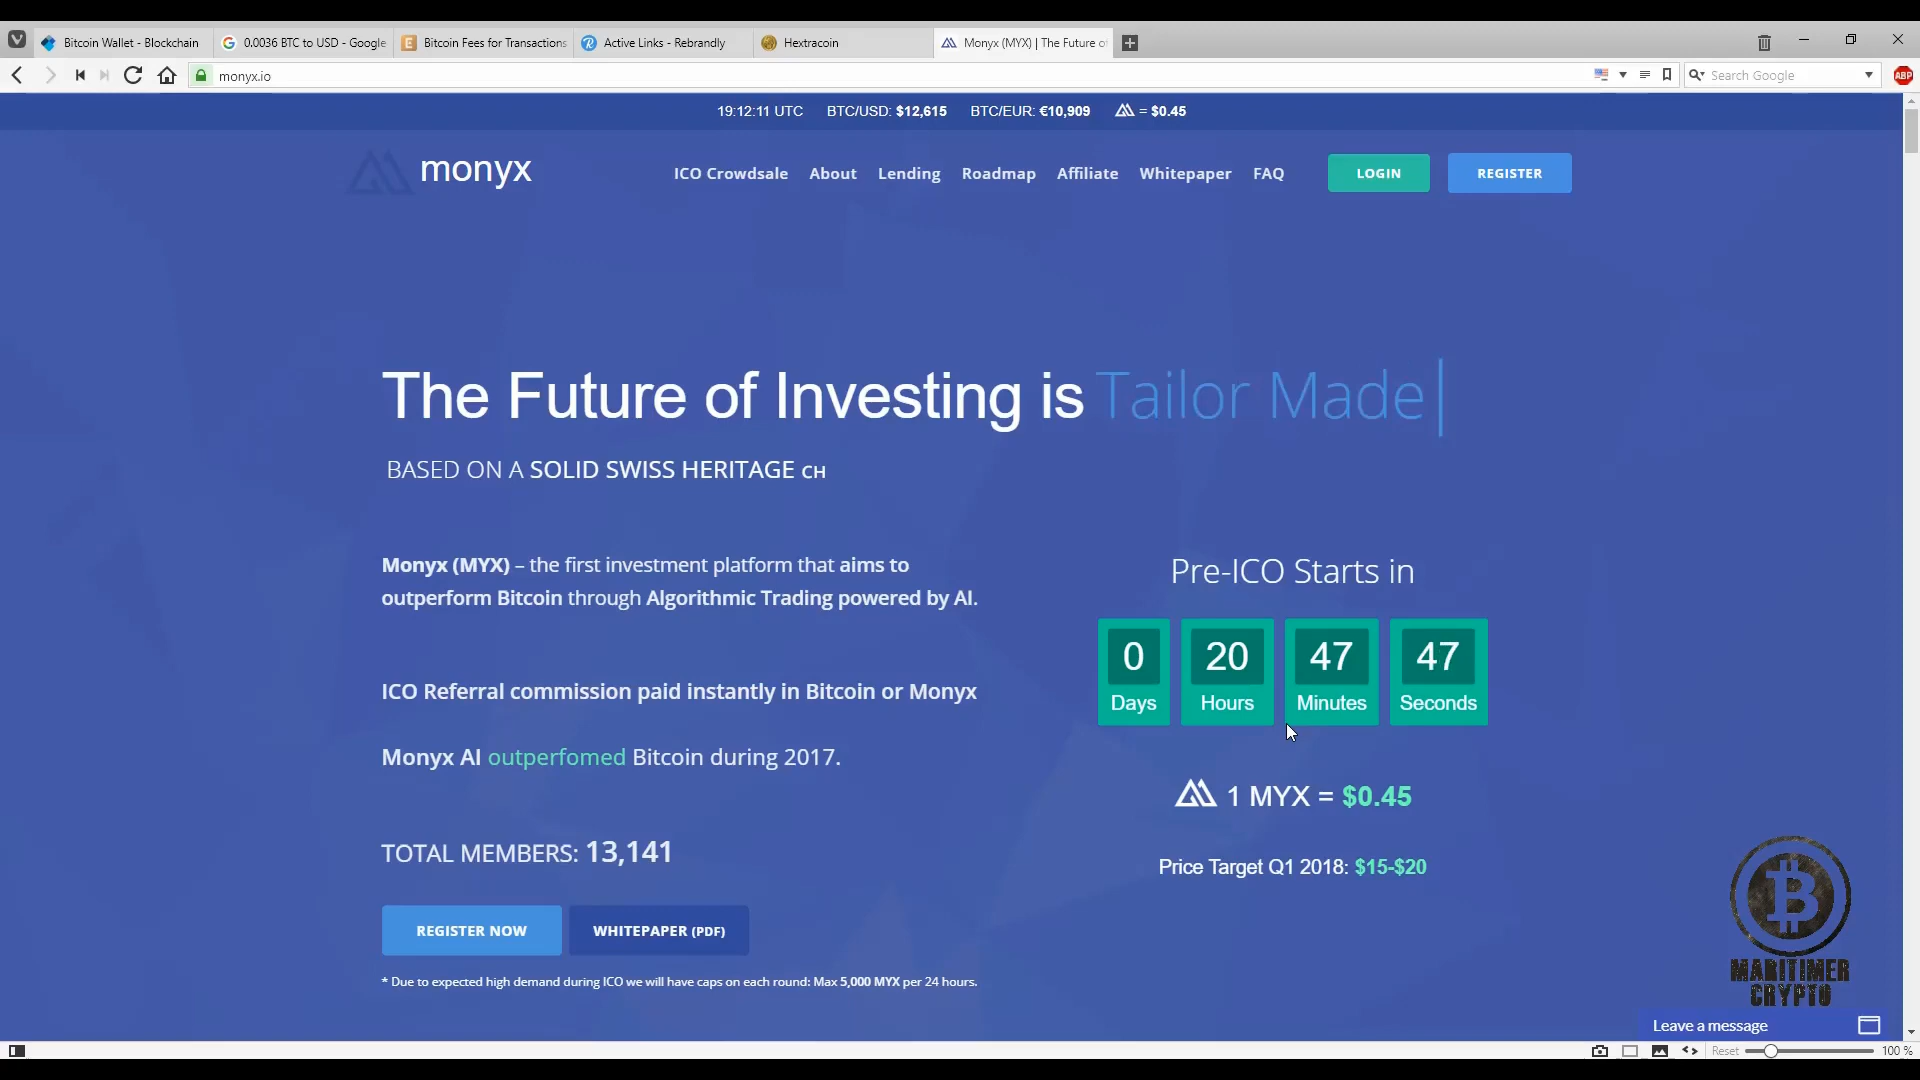 Bitcoin Wallet - Blockchain
0.0036 BTC to USD - Google
Bitcoin Fees for Transactions
Active Links - Rebrandly
Hextracoin
Monyx (MYX) | The Future o
monyx.io
Search Google
ABP
19:12:11 UTC BTC/USD: $12,615 BTC/EUR: €10,909 = $0.45
monyx
ICO Crowdsale About Lending Roadmap Affiliate Whitepaper FAQ LOGIN REGISTER
The Future of Investing is Tailor Made|
BASED ON A SOLID SWISS HERITAGE CH
Monyx (MYX) – the first investment platform that aims to
outperform Bitcoin through Algorithmic Trading powered by AI.
ICO Referral commission paid instantly in Bitcoin or Monyx
Monyx AI outperfomed Bitcoin during 2017.
TOTAL MEMBERS: 13,141
REGISTER NOW WHITEPAPER (PDF)
* Due to expected high demand during ICO we will have caps on each round: Max 5,000 MYX per 24 hours.
Pre-ICO Starts in
0 20 47 47
Days Hours Minutes Seconds
1 MYX = $0.45
Price Target Q1 2018: $15-$20
MARITIMER
CRYPTO
Leave a message
Reset 100 %